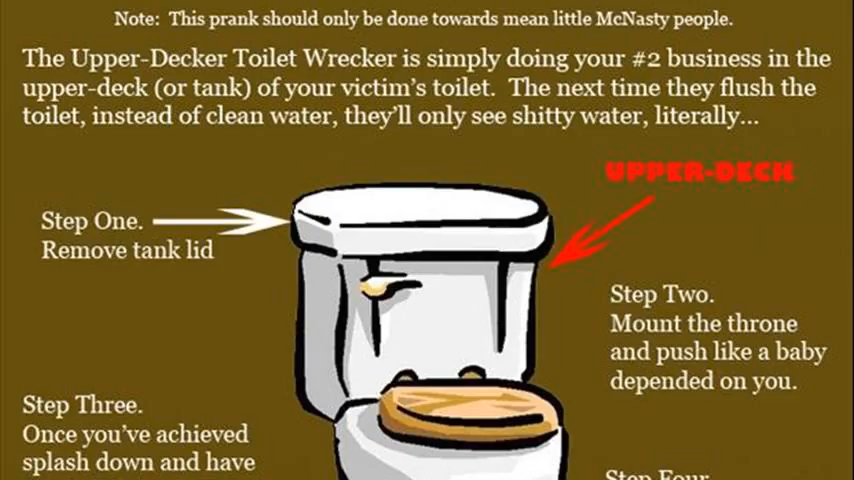 Note: This prank should only be done towards mean little McNasty people.
The Upper-Decker Toilet Wrecker is simply doing your #2 business in the
upper-deck (or tank) of your victim's toilet. The next time they flush the
toilet, instead of clean water, they'll only see shitty water, literally...
UPPER-DECK
Step One.
Remove tank lid
Step Two.
Mount the throne
and push like a baby
depended on you.
Step Three.
Once you've achieved
splash down and have
Step Four